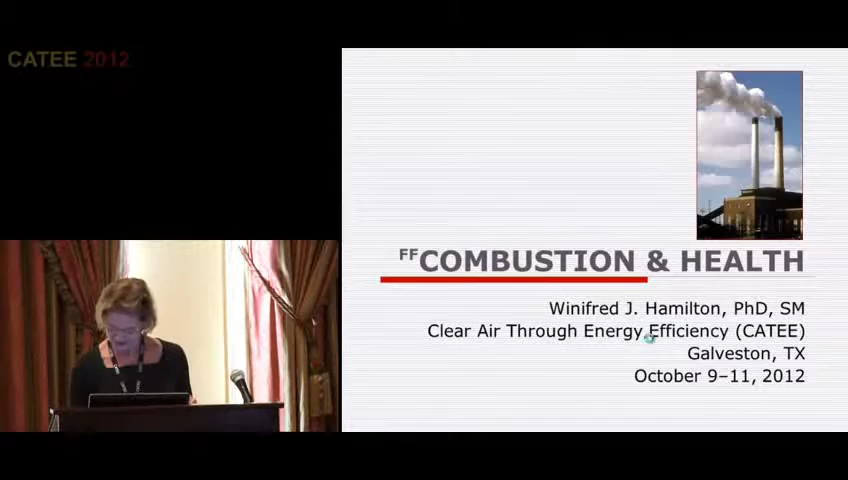 CATEE 2012
FFCOMBUSTION & HEALTH
Winifred J. Hamilton, PhD, SM
Clear Air Through Energy Efficiency (CATEE)
Galveston, TX
October 9–11, 2012